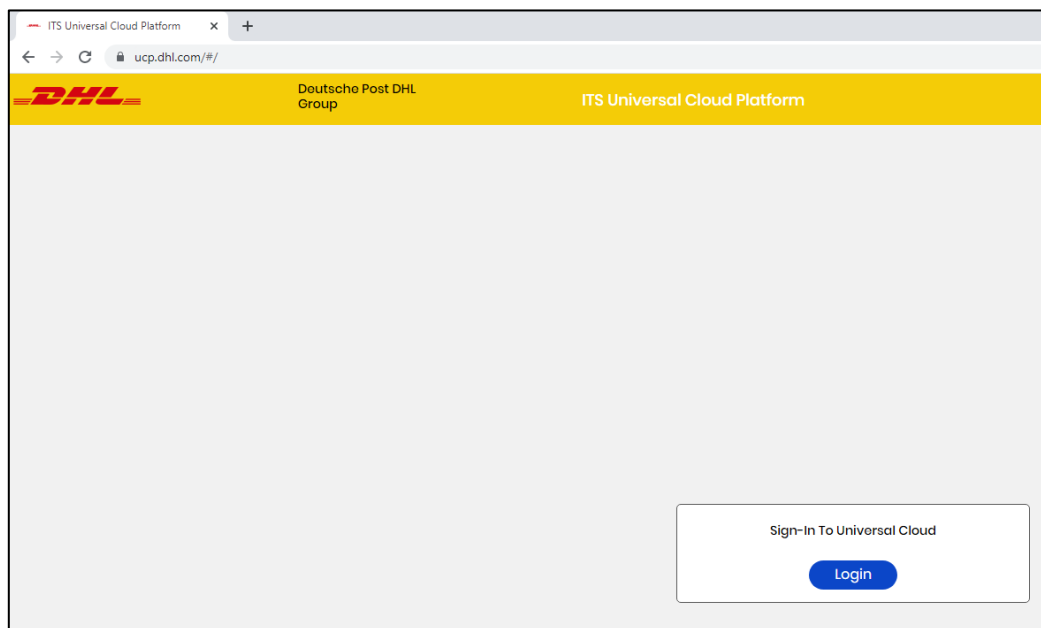 ITS Universal Cloud Platform
ucp.dhl.com/#/
DHL
Deutsche Post DHL
Group
ITS Universal Cloud Platform
Sign-In To Universal Cloud
Login